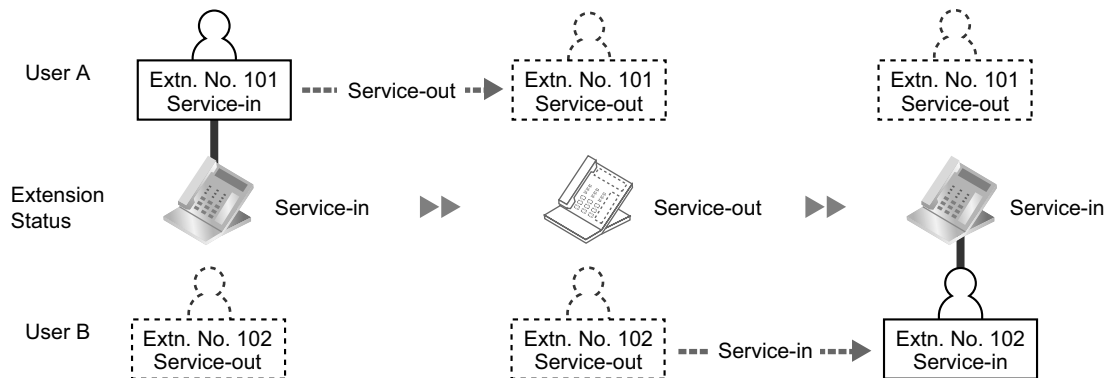 User A
Extn. No. 101
Service-in
Service-out
Extn. No. 101
Service-out
Extn. No. 101
Service-out
Extension
Status
Service-in
Service-out
Service-in
User B
Extn. No. 102
Service-out
Extn. No. 102
Service-out
Service-in
Extn. No. 102
Service-in